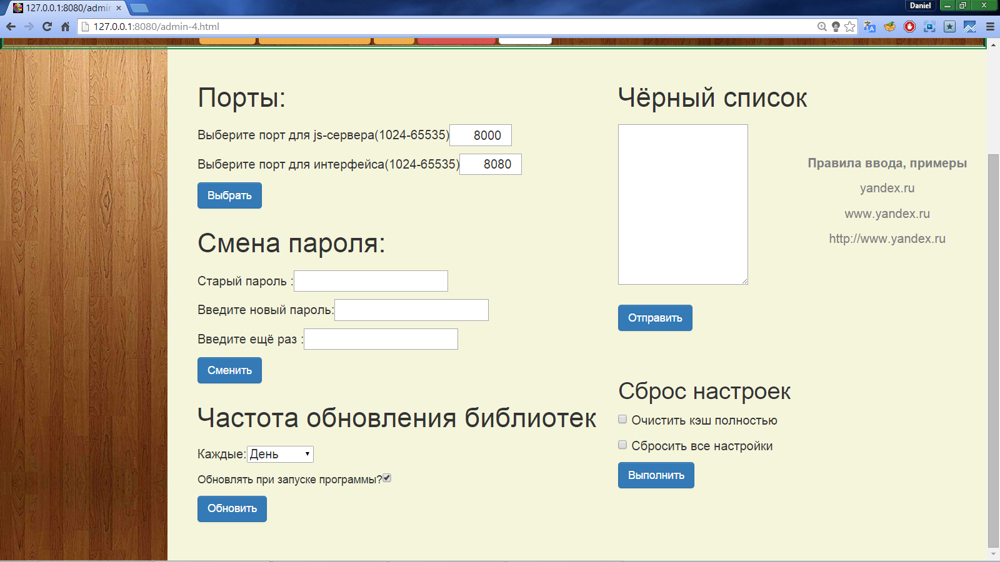 127.0.0.1:8080/admin
Daniel
127.0.0.1:8080/admin-4.html
Порты:
Выберите порт для js-сервера(1024-65535) 8000
Выберите порт для интерфейса(1024-65535) 8080
Выбрать
Смена пароля:
Старый пароль :
Введите новый пароль:
Введите ещё раз :
Сменить
Частота обновления библиотек
Каждые: День
Обновлять при запуске программы?
Обновить
Чёрный список
Правила ввода, примеры
yandex.ru
www.yandex.ru
http://www.yandex.ru
Отправить
Сброс настроек
Очистить кэш полностью
Сбросить все настройки
Выполнить